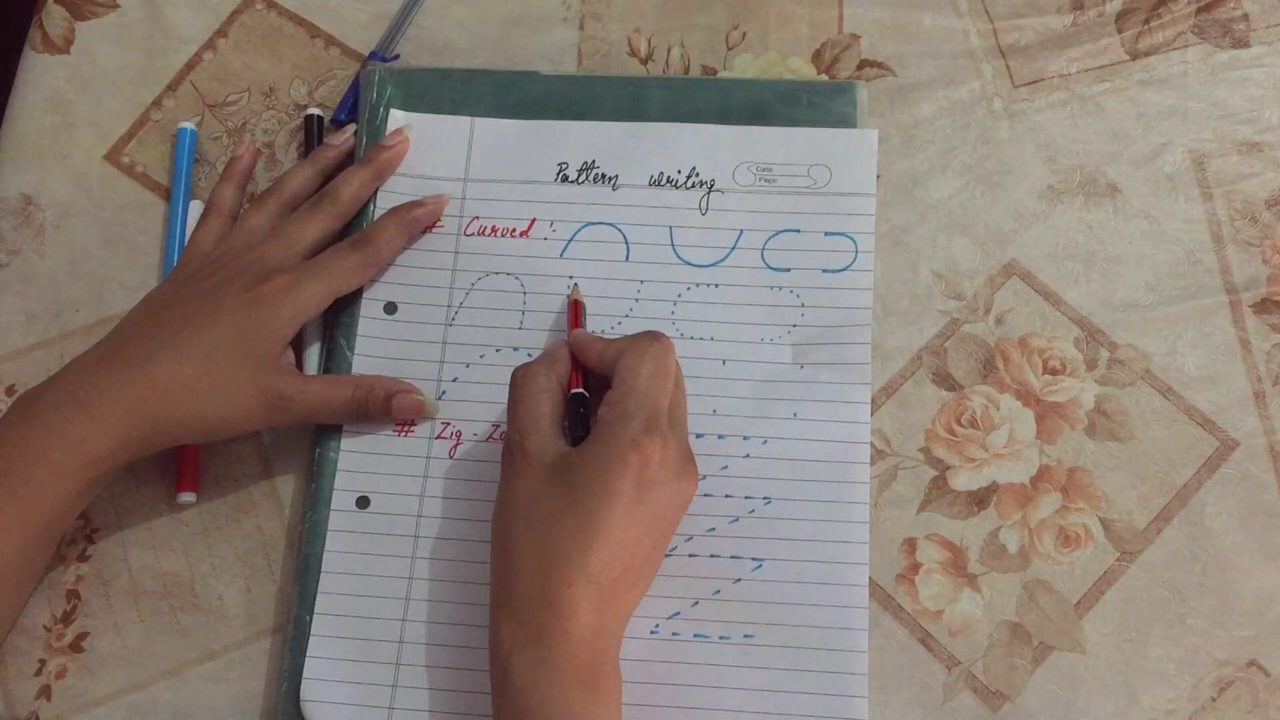 Pattern writing
Date
Page
# Curved :-
# Zig - Za